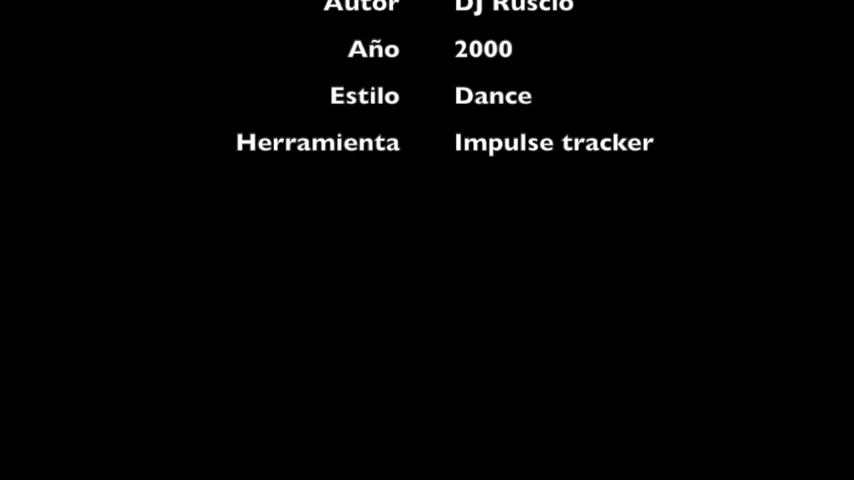 Autor DJ Ruscio
Año 2000
Estilo Dance
Herramienta Impulse tracker